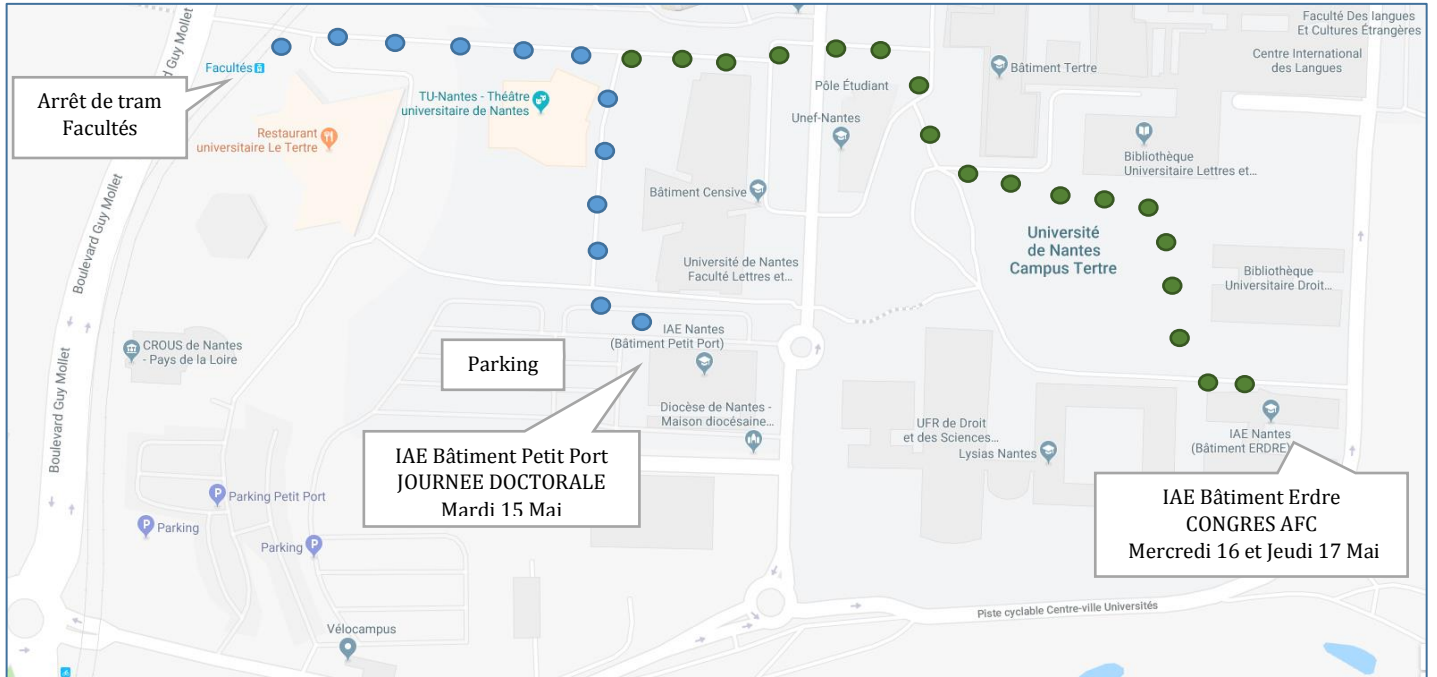 Boulevard Guy Mollet
Faculté Des langues
Et Cultures Étrangères
Centre International
des Langues
Facultés
Arrêt de tram
Facultés
Bâtiment Tertre
Pôle Étudiant
TU-Nantes - Théâtre
universitaire de Nantes
Unef-Nantes
Restaurant
universitaire Le Tertre
Bibliothèque
Universitaire Lettres et...
Bâtiment Censive
Boulevard Guy Mollet
Université
de Nantes
Campus Tertre
Université de Nantes
Faculté Lettres et...
Bibliothèque
Universitaire Droit...
IAE Nantes
(Bâtiment Petit Port)
CROUS de Nantes
- Pays de la Loire
Parking
Diocèse de Nantes -
Maison diocésaine...
UFR de Droit
et des Sciences...
Lysias Nantes
IAE Nantes
(Bâtiment ERDRE)
Boulevard Guy Mollet
IAE Bâtiment Petit Port
JOURNEE DOCTORALE
Mardi 15 Mai
IAE Bâtiment Erdre
CONGRES AFC
Mercredi 16 et Jeudi 17 Mai
P Parking Petit Port
P Parking
Parking P
Piste cyclable Centre-ville Universités
Vélocampus